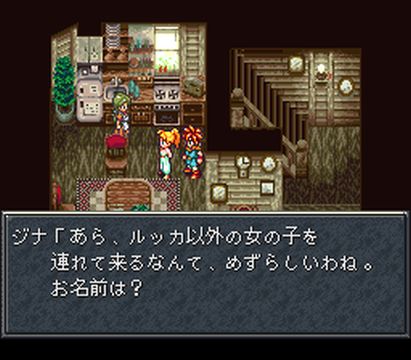 ジナ「あら、ルッカ以外の女の子を
連れて来るなんて、めずらしいわね。
お名前は？